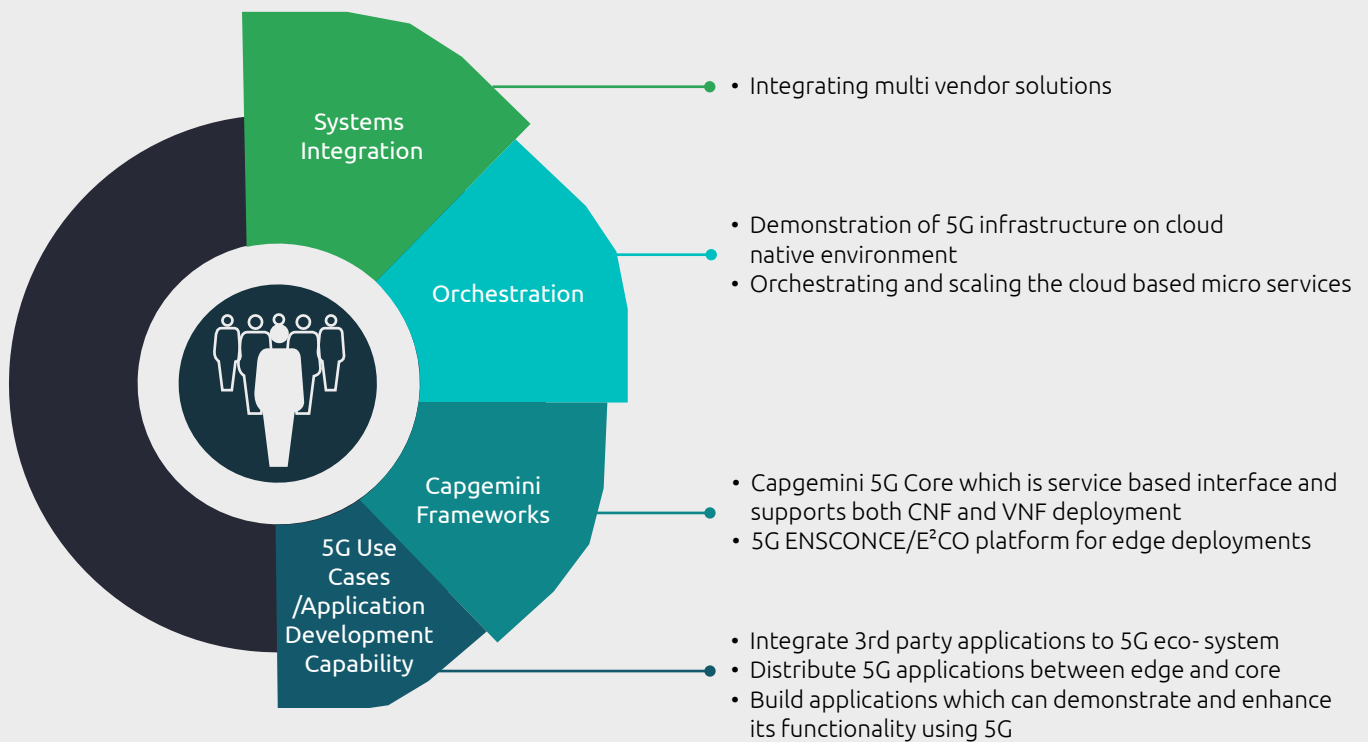 Systems
Integration
• Integrating multi vendor solutions
Orchestration
• Demonstration of 5G infrastructure on cloud
native environment
• Orchestrating and scaling the cloud based micro services
Capgemini
Frameworks
• Capgemini 5G Core which is service based interface and
supports both CNF and VNF deployment
• 5G ENSCONCE/E²CO platform for edge deployments
5G Use
Cases
/Application
Development
Capability
• Integrate 3rd party applications to 5G eco- system
• Distribute 5G applications between edge and core
• Build applications which can demonstrate and enhance
its functionality using 5G